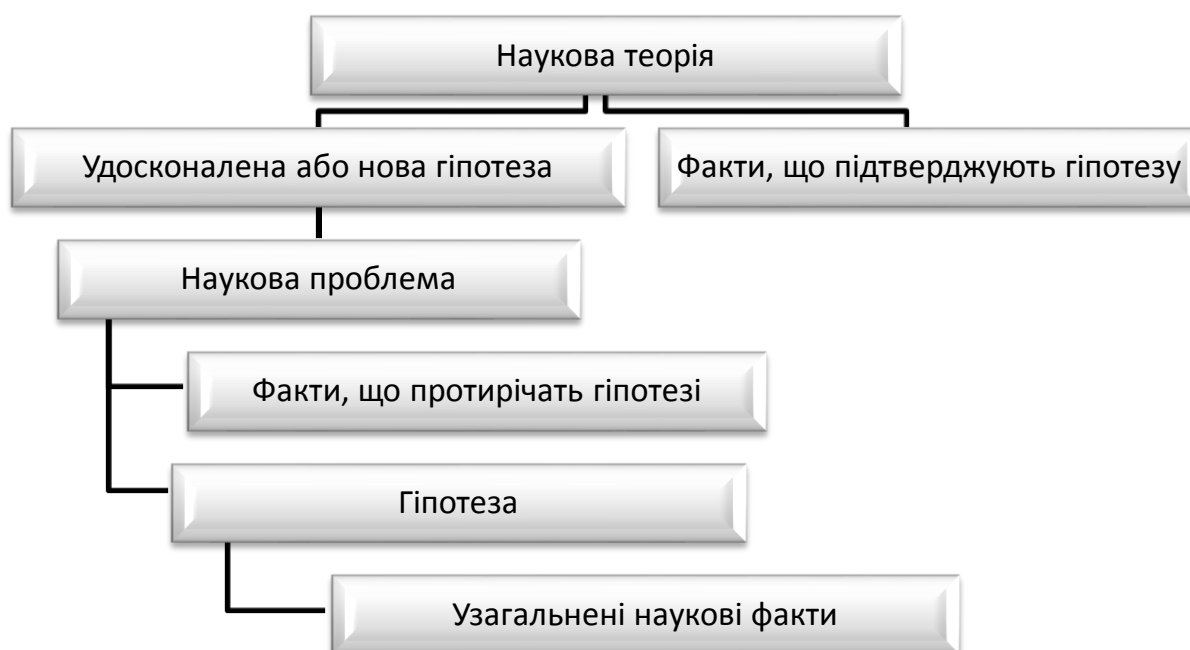 Наукова теорія
Удосконалена або нова гіпотеза
Факти, що підтверджують гіпотезу
Наукова проблема
Факти, що протирічать гіпотезі
Гіпотеза
Узагальнені наукові факти